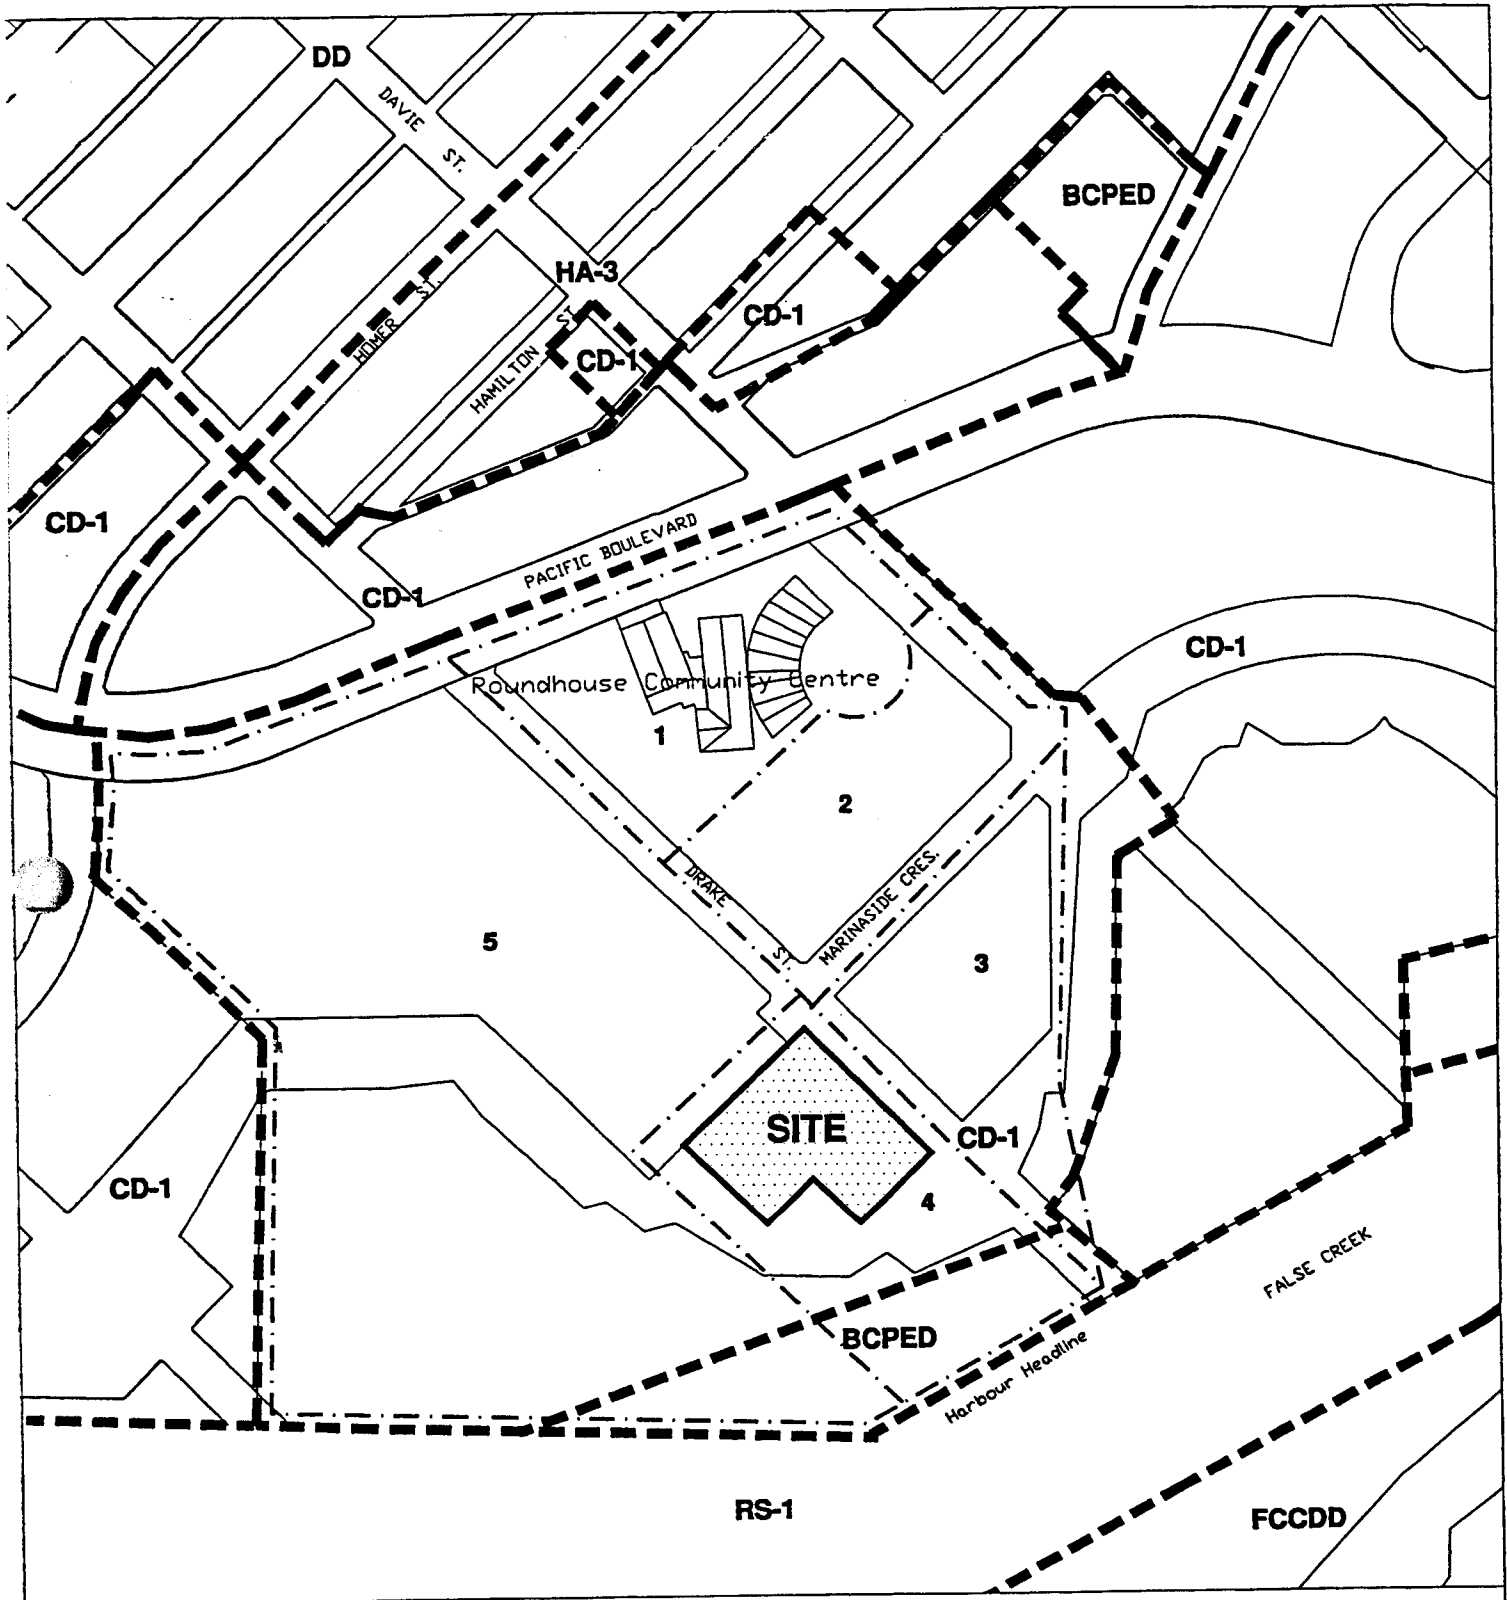 DD
DAVIE ST.
BCPED
HA-3
HOMER ST.
HAMILTON ST.
CD-1
CD-1
CD-1
PACIFIC BOULEVARD
CD-1
CD-1
Roundhouse Community Centre
1
2
DRAKE ST.
MARINASIDE CRES.
5
3
SITE
CD-1
CD-1
4
FALSE CREEK
BCPED
Harbour Headline
RS-1
FCCDD